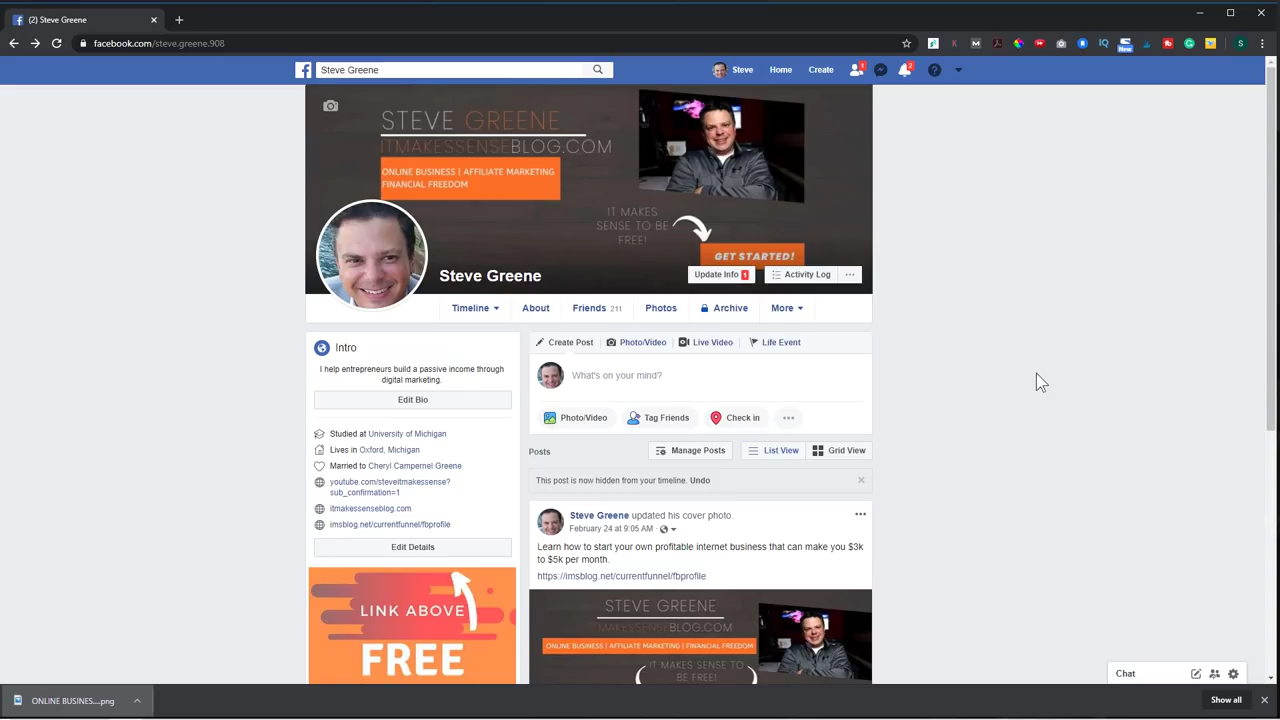 (2) Steve Greene
facebook.com/steve.greene.908
Steve Greene
Steve Home Create 1 2
STEVE GREENE
ITMAKESSENSEBLOG.COM
ONLINE BUSINESS | AFFILIATE MARKETING
FINANCIAL FREEDOM
IT MAKES
SENSE TO BE
FREE!
GET STARTED!
Steve Greene
Update Info 1 Activity Log
Timeline About Friends 211 Photos Archive More
Intro
I help entrepreneurs build a passive income through
digital marketing.
Edit Bio
Studied at University of Michigan
Lives in Oxford, Michigan
Married to Cheryl Campernel Greene
youtube.com/steveitmakessense?
sub_confirmation=1
itmakessenseblog.com
imsblog.net/currentfunnel/fbprofile
Edit Details
LINK ABOVE
FREE
Create Post Photo/Video Live Video Life Event
What's on your mind?
Photo/Video Tag Friends Check in
Posts Manage Posts List View Grid View
This post is now hidden from your timeline. Undo
Steve Greene updated his cover photo.
February 24 at 9:05 AM
Learn how to start your own profitable internet business that can make you $3k
to $5k per month.
https://imsblog.net/currentfunnel/fbprofile
STEVE GREENE
ITMAKESSENSEBLOG.COM
ONLINE BUSINESS | AFFILIATE MARKETING | FINANCIAL FREEDOM
IT MAKES
SENSE TO BE
FREE!
Chat
ONLINE BUSINES....png
Show all